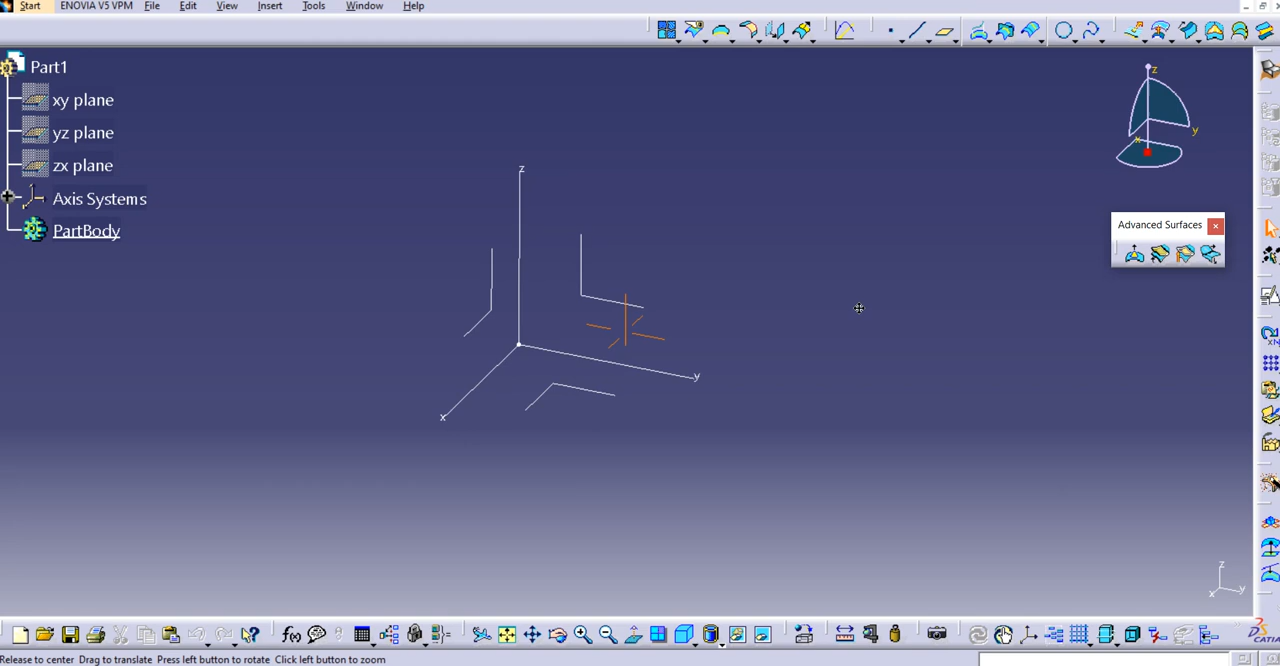 Start ENOVIA V5 VPM File Edit View Insert Tools Window Help
Part1
xy plane
yz plane
zx plane
Axis Systems
PartBody
z
y
x
z
y
x
Advanced Surfaces x
z
x y
f(x)
CATIA
Release to center Drag to translate Press left button to rotate Click left button to zoom